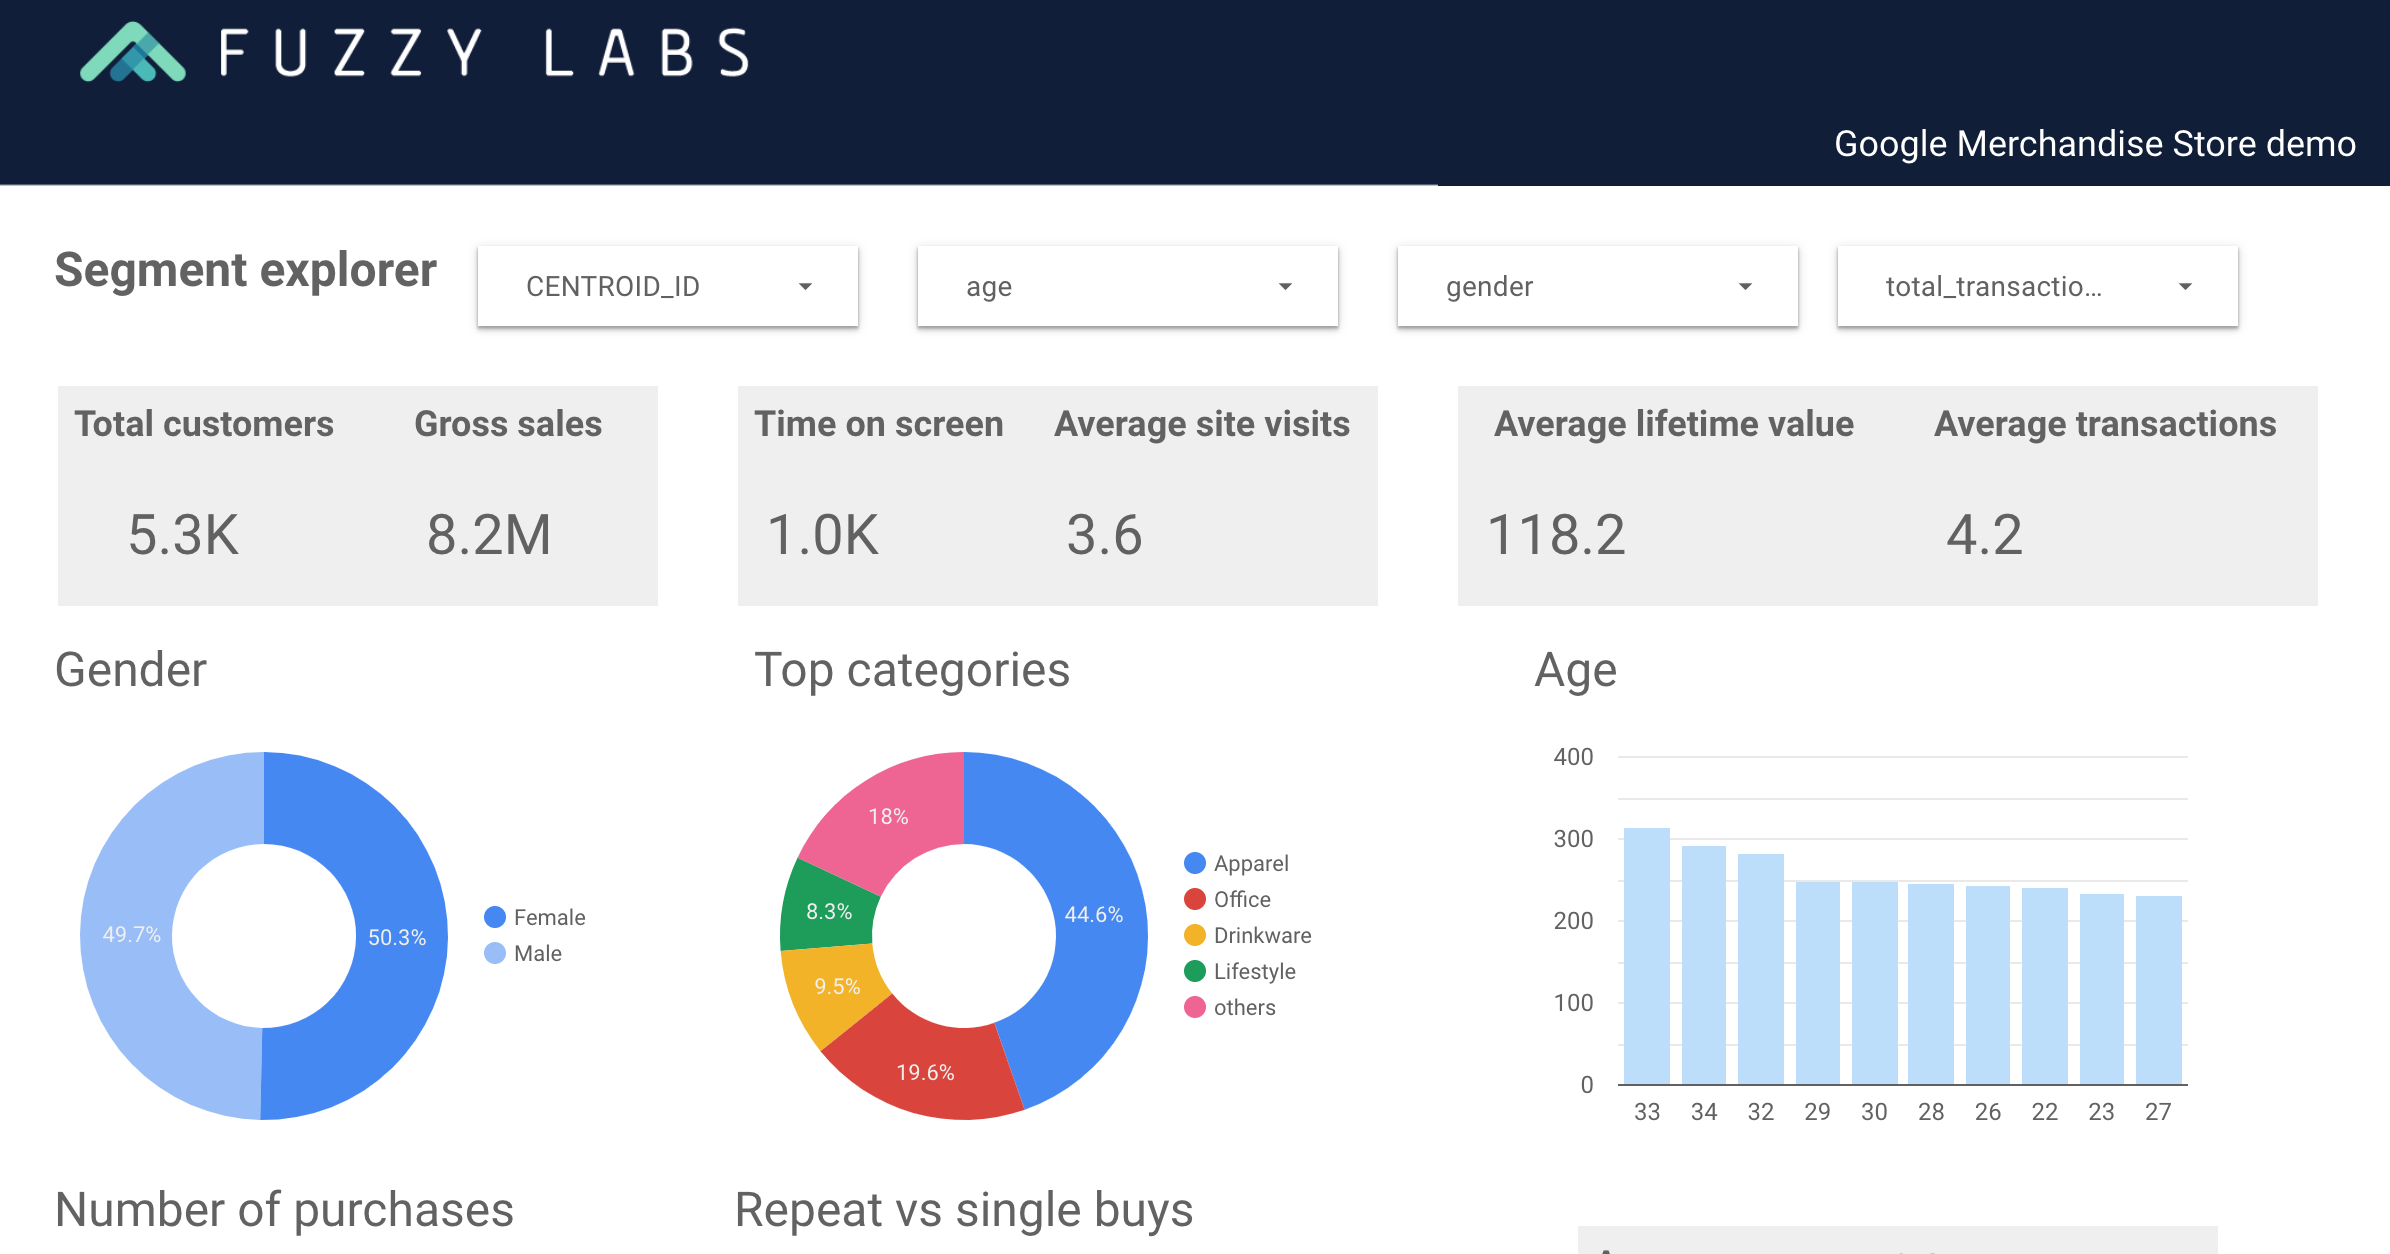 FUZZY LABS
Google Merchandise Store demo
Segment explorer
CENTROID_ID
age
gender
total_transactio...
Total customers
Gross sales
5.3K
8.2M
Time on screen
Average site visits
1.0K
3.6
Average lifetime value
Average transactions
118.2
4.2
Gender
49.7%
50.3%
Female
Male
Top categories
18%
8.3%
9.5%
19.6%
44.6%
Apparel
Office
Drinkware
Lifestyle
others
Age
400
300
200
100
0
33 34 32 29 30 28 26 22 23 27
Number of purchases
Repeat vs single buys